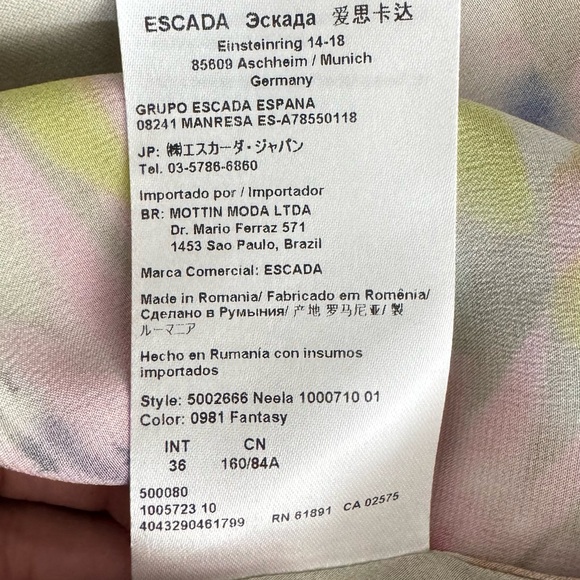 ESCADA Эскада 爱思卡达
Einsteinring 14-18
85609 Aschheim / Munich
Germany
GRUPO ESCADA ESPANA
08241 MANRESA ES-A78550118
JP: ㈱エスカーダ・ジャパン
Tel. 03-5786-6860
Importado por / Importador
BR: MOTTIN MODA LTDA
Dr. Mario Ferraz 571
1453 Sao Paulo, Brazil
Marca Comercial: ESCADA
Made in Romania/ Fabricado em Romênia/
Сделано в Румыния/ 产地 罗马尼亚/ 製
ルーマニア
Hecho en Rumanía con insumos
importados
Style: 5002666 Neela 1000710 01
Color: 0981 Fantasy
INT CN
36 160/84A
500080
1005723 10
4043290461799 RN 61891 CA 02575